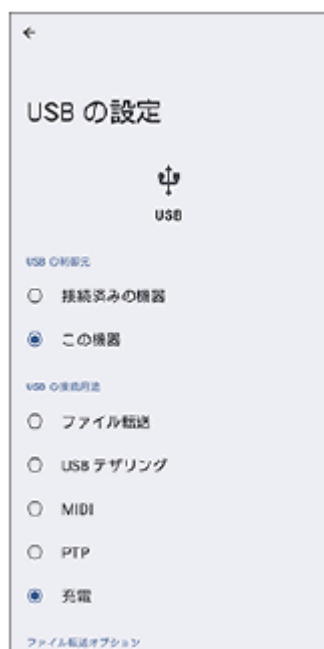 USB の設定
USB
USB の制御元
接続済みの機器
この機器
USB の接続用途
ファイル転送
USB テザリング
MIDI
PTP
充電
ファイル転送オプション